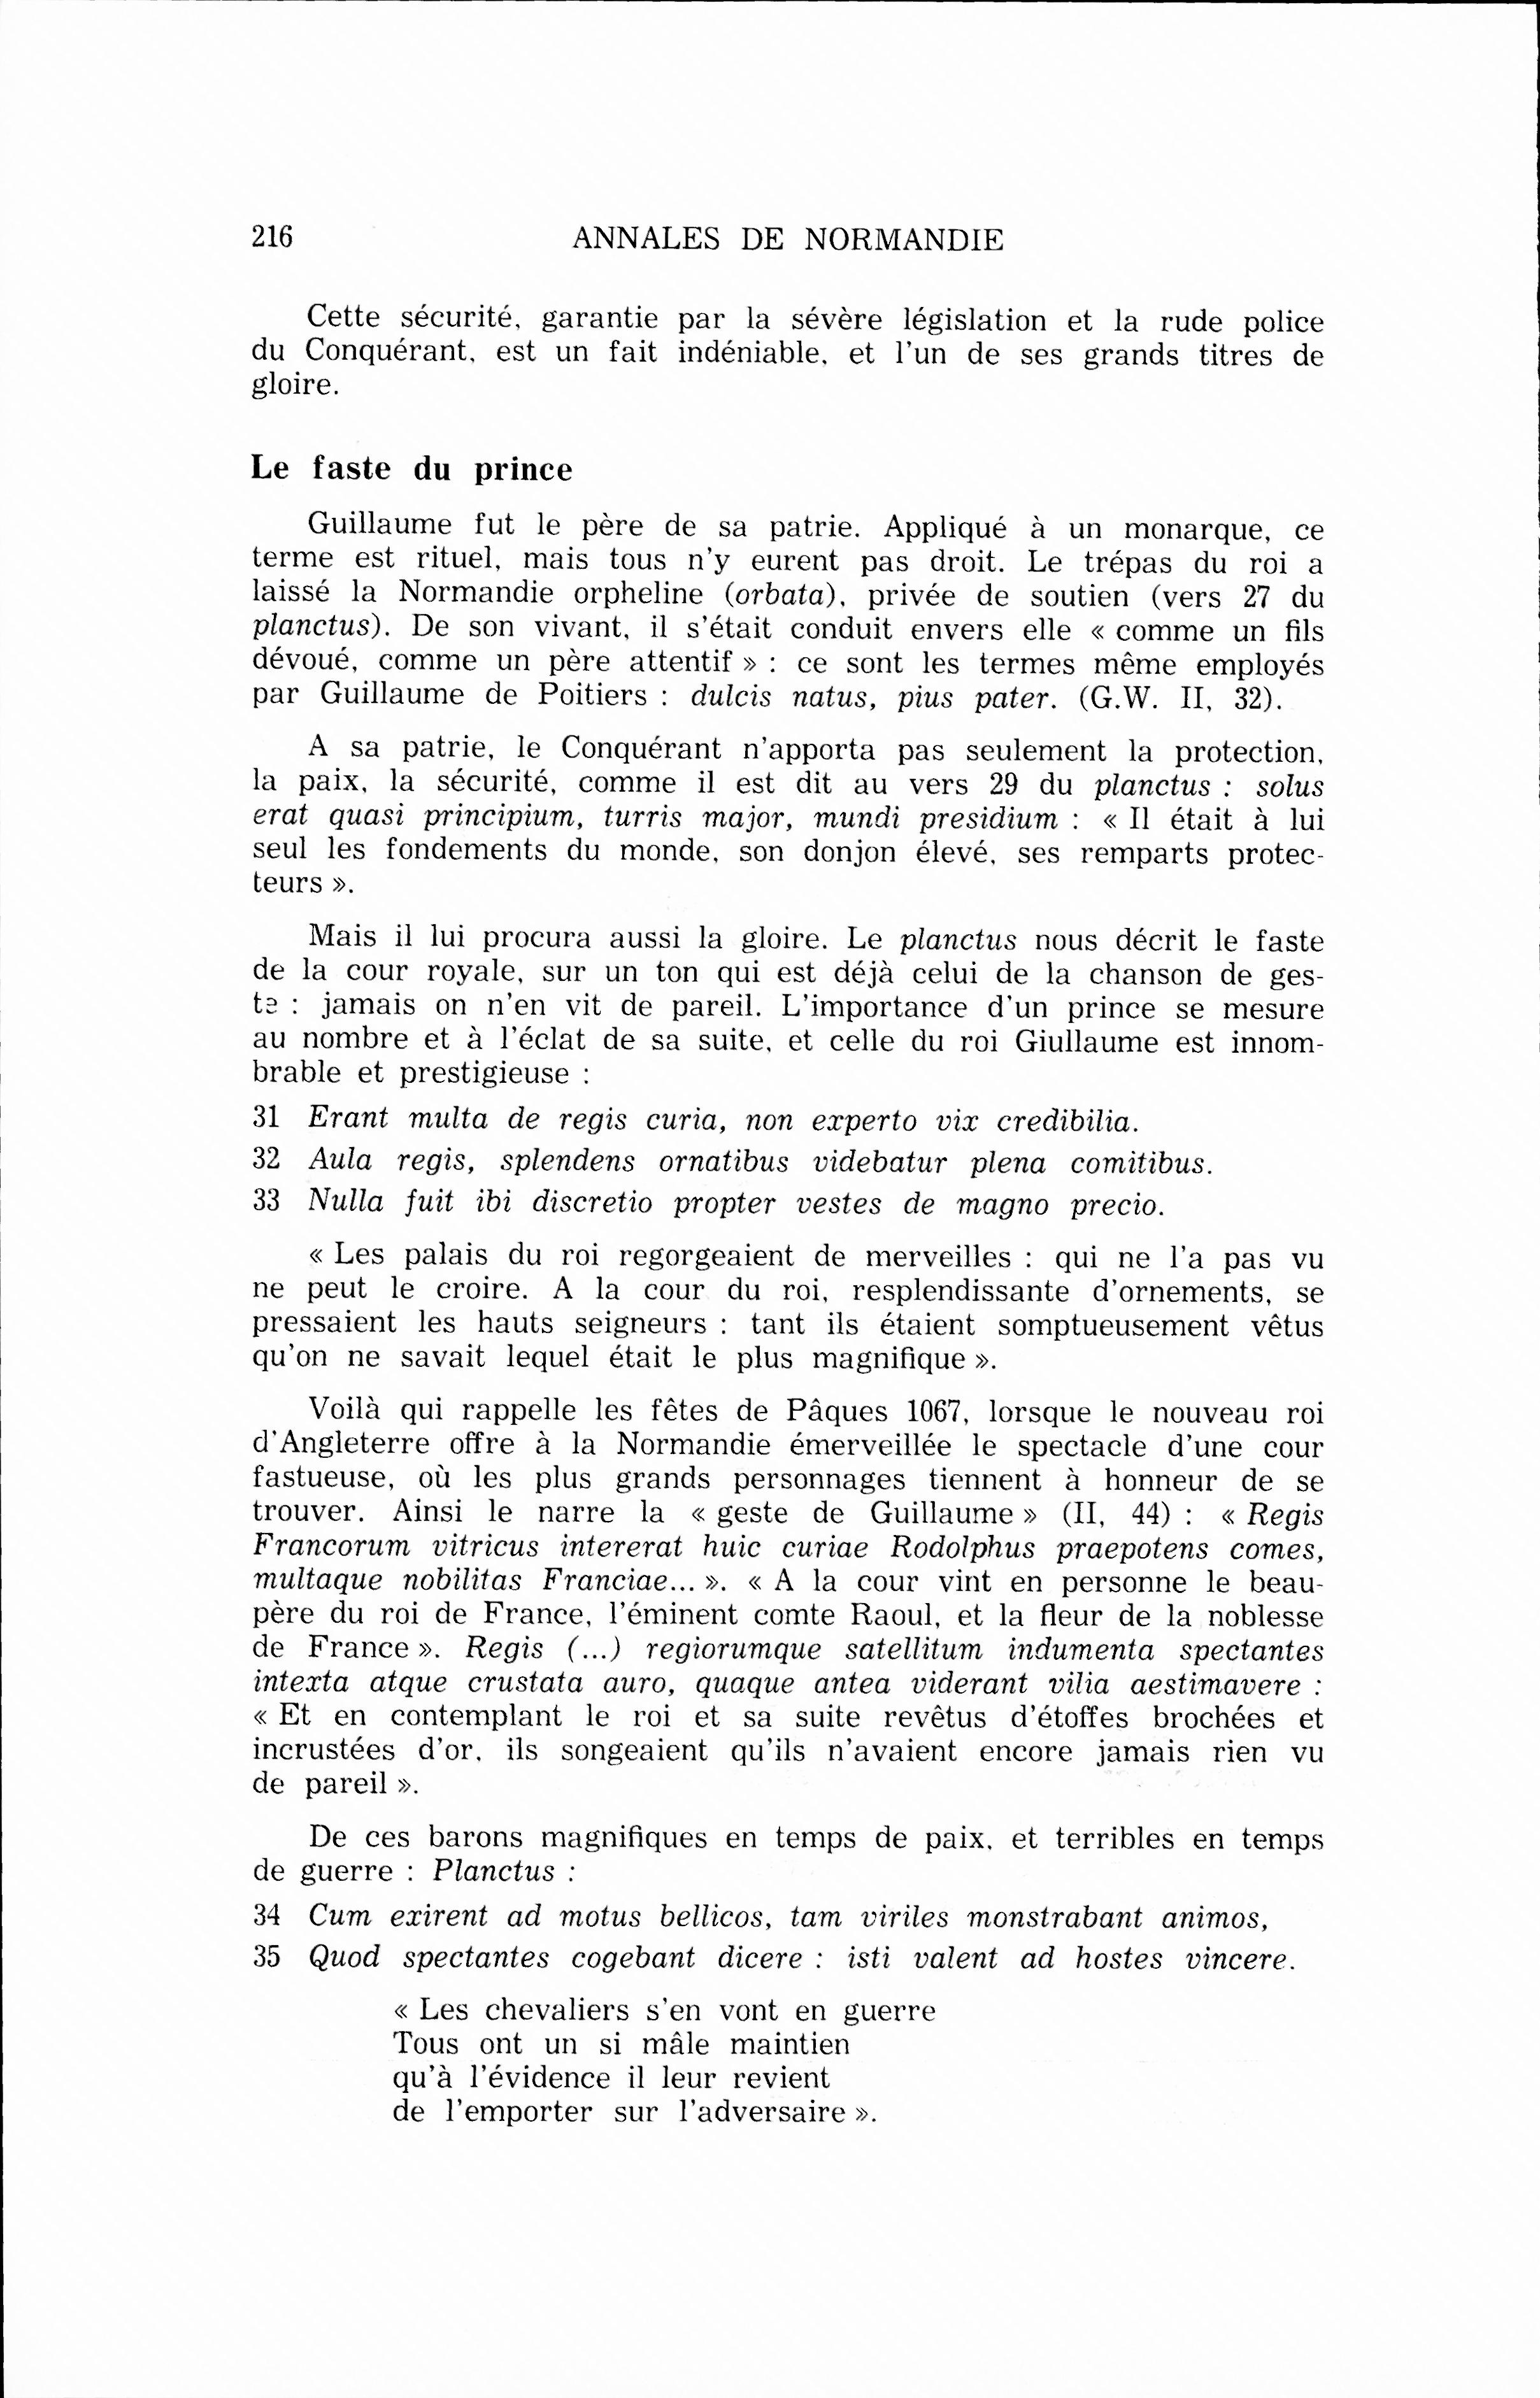 216
ANNALES DE NORMANDIE
Cette sécurité, garantie par la sévère législation et la rude police
du Conquérant, est un fait indéniable, et l'un de ses grands titres de
gloire.
Le faste du prince
Guillaume fut le père de sa patrie. Appliqué à un monarque, ce
terme est rituel, mais tous n'y eurent pas droit. Le trépas du roi a
laissé la Normandie orpheline (orbata), privée de soutien (vers 27 du
planctus). De son vivant, il s'était conduit envers elle « comme un fils
dévoué, comme un père attentif » : ce sont les termes même employés
par Guillaume de Poitiers : dulcis natus, pius pater. (G.W. II, 32).
A sa patrie, le Conquérant n'apporta pas seulement la protection,
la paix, la sécurité, comme il est dit au vers 29 du planctus : solus
erat quasi principium, turris major, mundi presidium : « Il était à lui
seul les fondements du monde, son donjon élevé, ses remparts protec-
teurs ».
Mais il lui procura aussi la gloire. Le planctus nous décrit le faste
de la cour royale, sur un ton qui est déjà celui de la chanson de ges-
te : jamais on n'en vit de pareil. L'importance d'un prince se mesure
au nombre et à l'éclat de sa suite, et celle du roi Giullaume est innom-
brable et prestigieuse :
31 Erant multa de regis curia, non experto vix credibilia.
32 Aula regis, splendens ornatibus videbatur plena comitibus.
33 Nulla fuit ibi discretio propter vestes de magno precio.
« Les palais du roi regorgeaient de merveilles : qui ne l'a pas vu
ne peut le croire. A la cour du roi, resplendissante d'ornements, se
pressaient les hauts seigneurs : tant ils étaient somptueusement vêtus
qu'on ne savait lequel était le plus magnifique ».
Voilà qui rappelle les fêtes de Pâques 1067, lorsque le nouveau roi
d'Angleterre offre à la Normandie émerveillée le spectacle d'une cour
fastueuse, où les plus grands personnages tiennent à honneur de se
trouver. Ainsi le narre la « geste de Guillaume » (II, 44) : « Regis
Francorum vitricus intererat huic curiae Rodolphus praepotens comes,
multaque nobilitas Franciae... ». « A la cour vint en personne le beau-
père du roi de France, l'éminent comte Raoul, et la fleur de la noblesse
de France ». Regis (...) regiorumque satellitum indumenta spectantes
intexta atque crustata auro, quaque antea viderant vilia aestimavere :
« Et en contemplant le roi et sa suite revêtus d'étoffes brochées et
incrustées d'or, ils songeaient qu'ils n'avaient encore jamais rien vu
de pareil ».
De ces barons magnifiques en temps de paix, et terribles en temps
de guerre : Planctus :
34 Cum exirent ad motus bellicos, tam viriles monstrabant animos,
35 Quod spectantes cogebant dicere : isti valent ad hostes vincere.
« Les chevaliers s'en vont en guerre
Tous ont un si mâle maintien
qu'à l'évidence il leur revient
de l'emporter sur l'adversaire ».